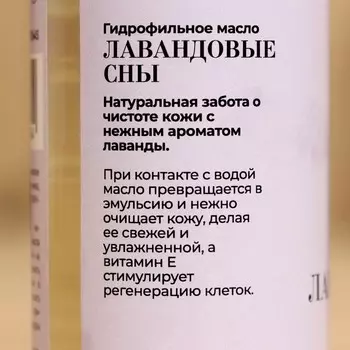 Гидрофильное масло
ЛАВАНДОВЫЕ
СНЫ
Натуральная забота о
чистоте кожи с
нежным ароматом
лаванды.
При контакте с водой
масло превращается в
эмульсию и нежно
очищает кожу, делая
ее свежей и
увлажненной, а
витамин Е
стимулирует
регенерацию клеток.